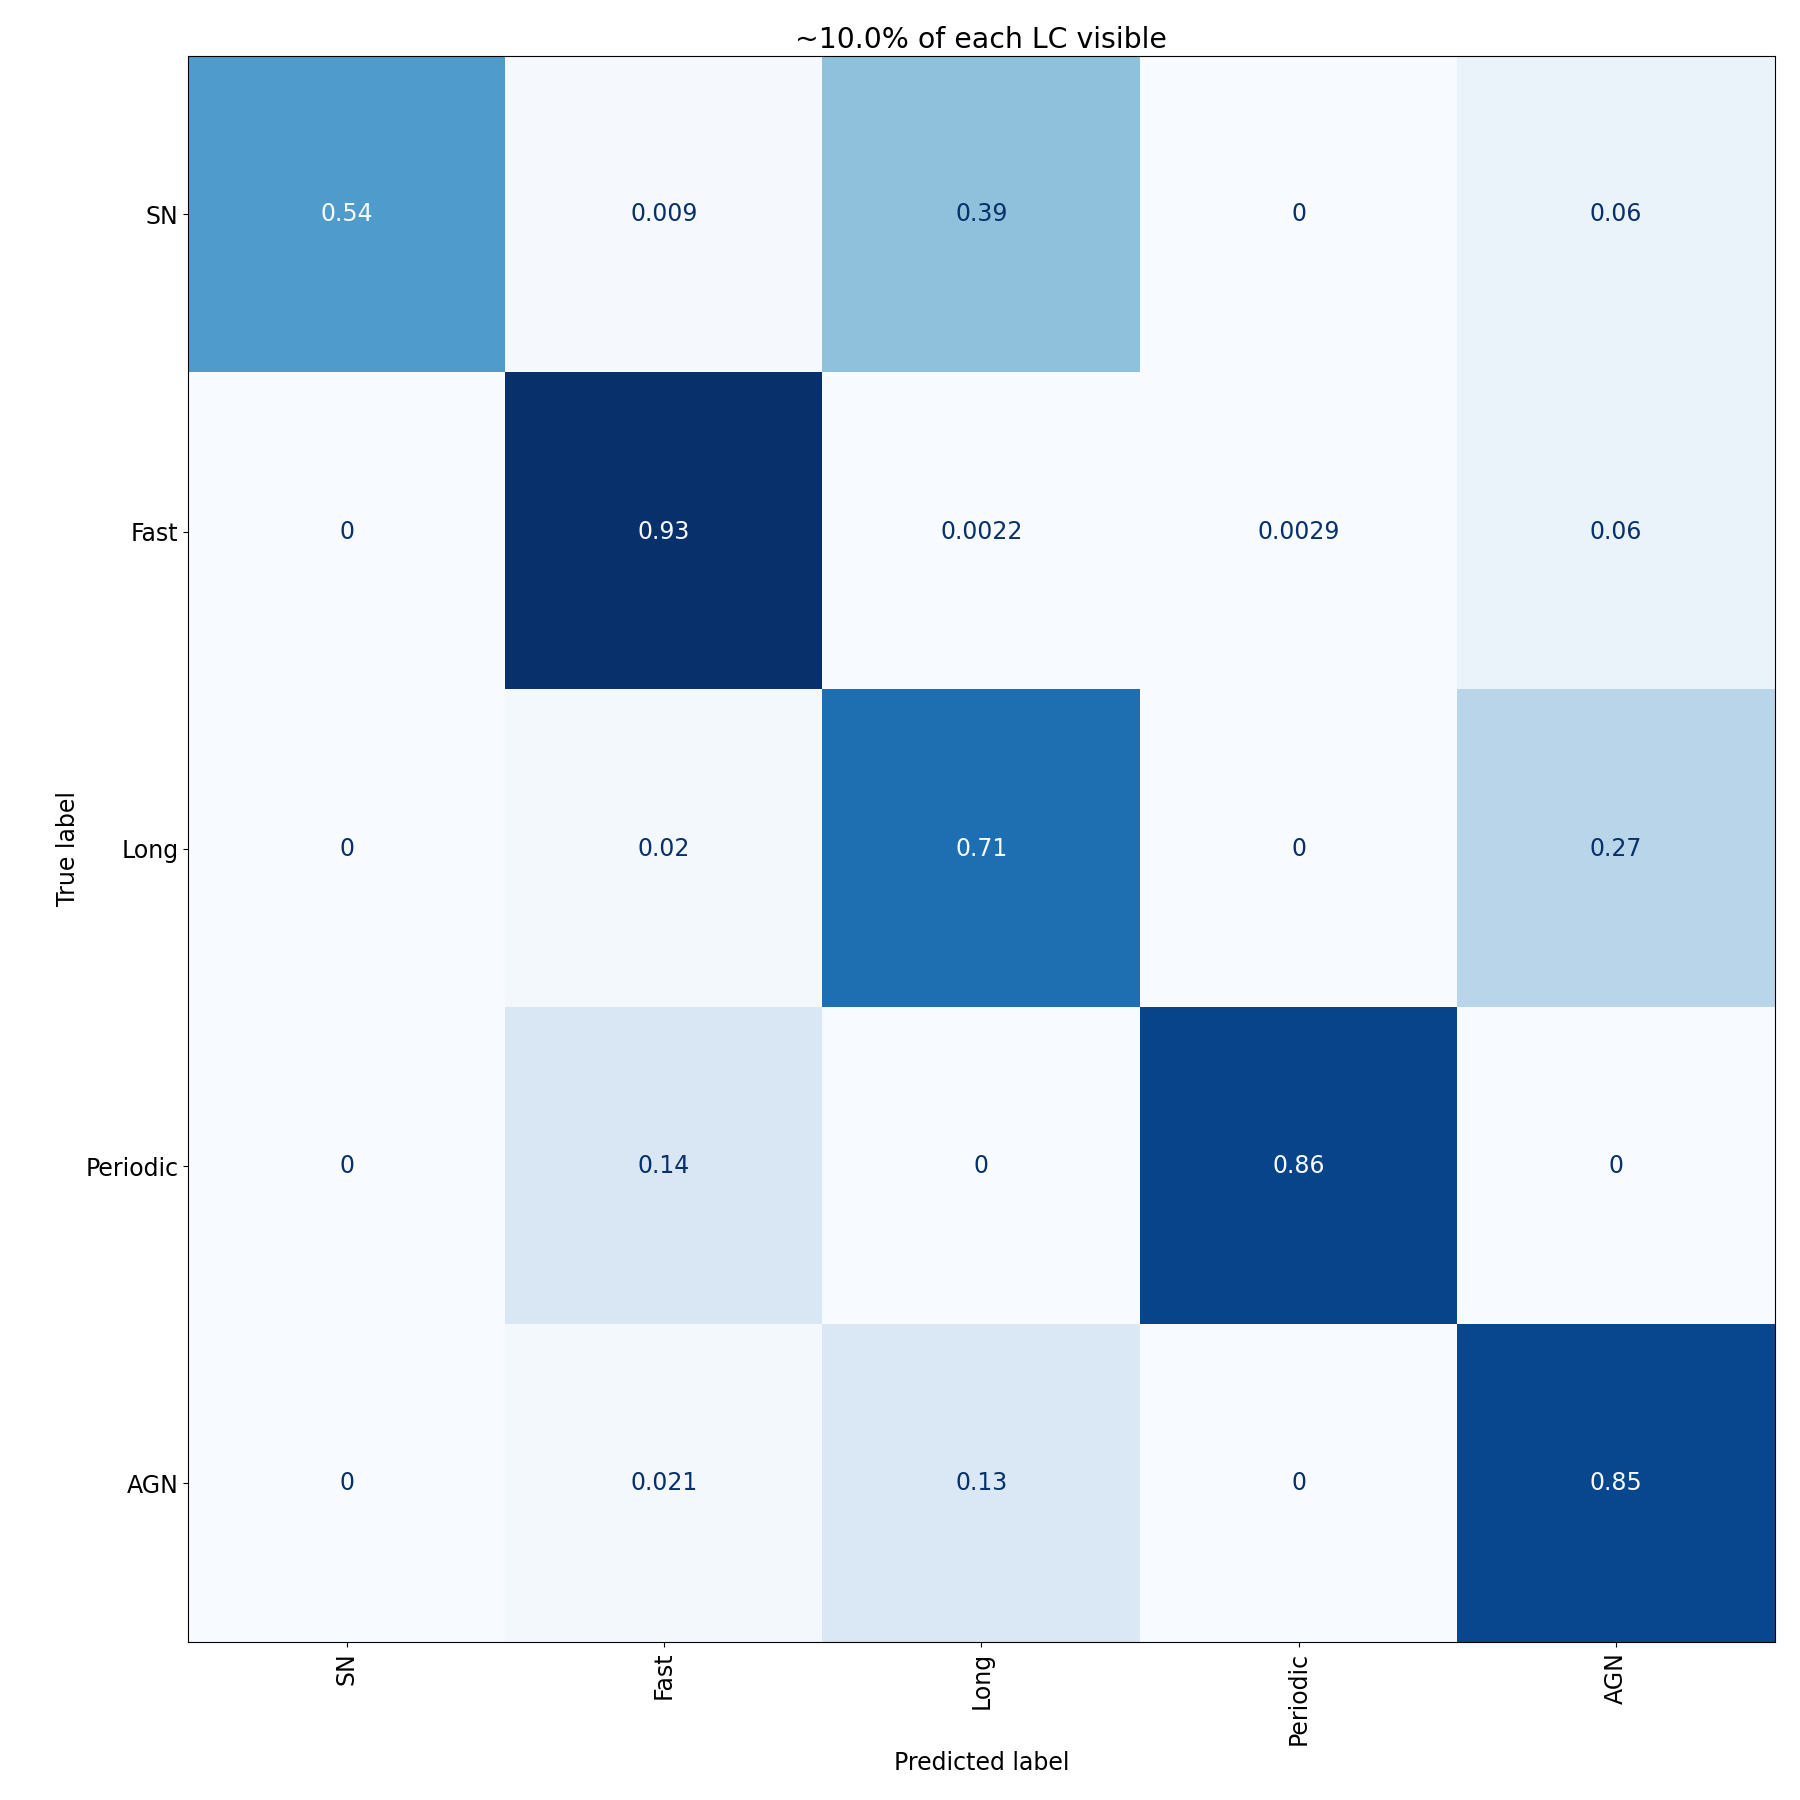 ~10.0% of each LC visible
SN 0.54 0.009 0.39 0 0.06
Fast 0 0.93 0.0022 0.0029 0.06
Long 0 0.02 0.71 0 0.27
Periodic 0 0.14 0 0.86 0
AGN 0 0.021 0.13 0 0.85
True label
SN Fast Long Periodic AGN
Predicted label